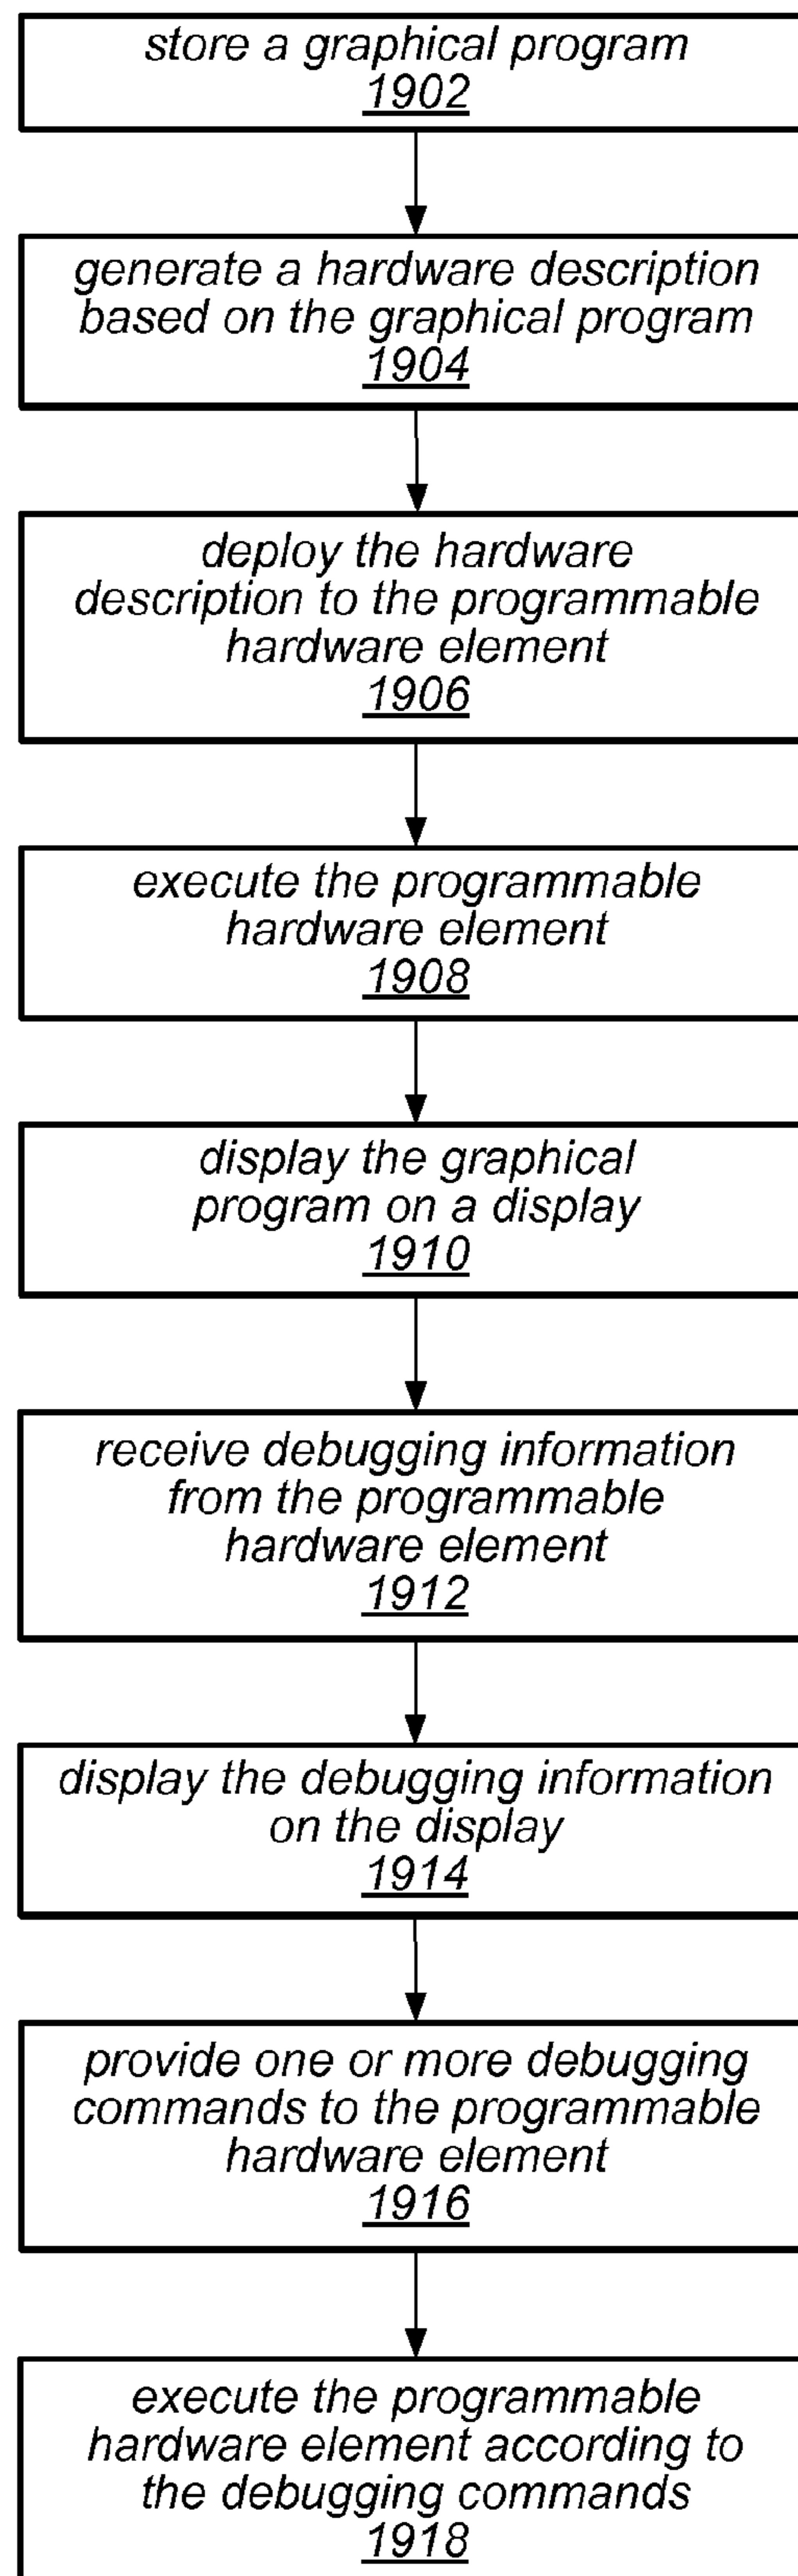 store a graphical program
1902
generate a hardware description
based on the graphical program
1904
deploy the hardware
description to the programmable
hardware element
1906
execute the programmable
hardware element
1908
display the graphical
program on a display
1910
receive debugging information
from the programmable
hardware element
1912
display the debugging information
on the display
1914
provide one or more debugging
commands to the programmable
hardware element
1916
execute the programmable
hardware element according to
the debugging commands
1918